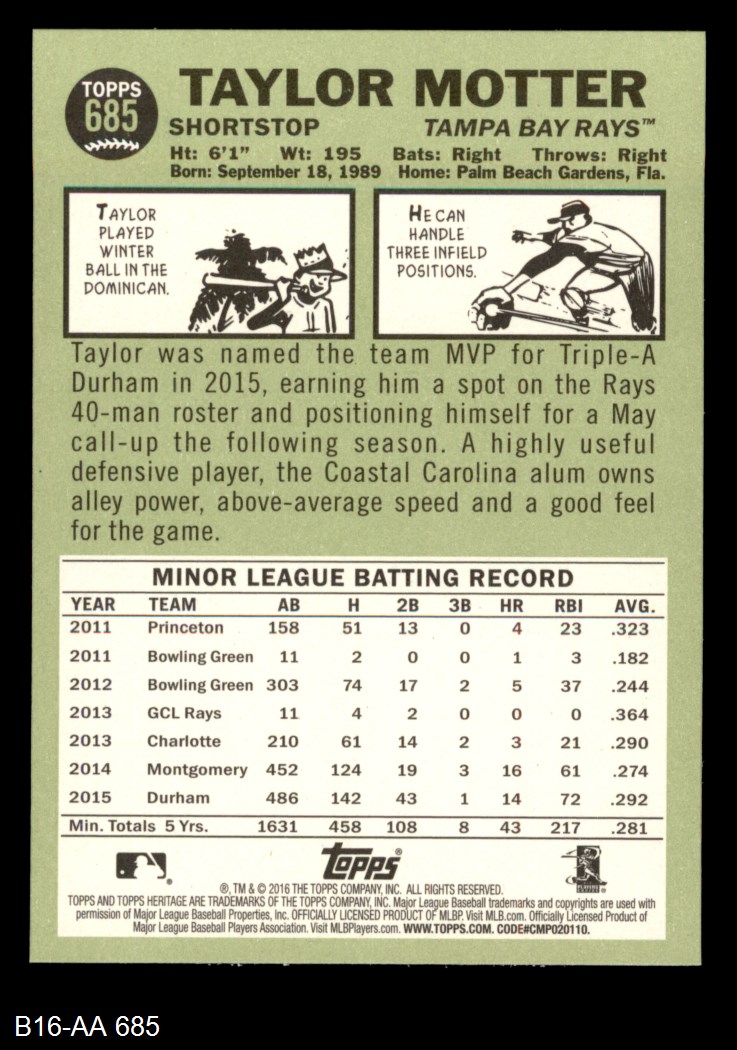 TOPPS
685
TAYLOR MOTTER
SHORTSTOP TAMPA BAY RAYS™
Ht: 6'1" Wt: 195 Bats: Right Throws: Right
Born: September 18, 1989 Home: Palm Beach Gardens, Fla.
TAYLOR
PLAYED
WINTER
BALL IN THE
DOMINICAN.
HE CAN
HANDLE
THREE INFIELD
POSITIONS.
Taylor was named the team MVP for Triple-A
Durham in 2015, earning him a spot on the Rays
40-man roster and positioning himself for a May
call-up the following season. A highly useful
defensive player, the Coastal Carolina alum owns
alley power, above-average speed and a good feel
for the game.
MINOR LEAGUE BATTING RECORD
YEAR TEAM AB H 2B 3B HR RBI AVG.
2011 Princeton 158 51 13 0 4 23 .323
2011 Bowling Green 11 2 0 0 1 3 .182
2012 Bowling Green 303 74 17 2 5 37 .244
2013 GCL Rays 11 4 2 0 0 0 .364
2013 Charlotte 210 61 14 2 3 21 .290
2014 Montgomery 452 124 19 3 16 61 .274
2015 Durham 486 142 43 1 14 72 .292
Min. Totals 5 Yrs. 1631 458 108 8 43 217 .281
topps®
®, TM & © 2016 THE TOPPS COMPANY, INC. ALL RIGHTS RESERVED.
TOPPS AND TOPPS HERITAGE ARE TRADEMARKS OF THE TOPPS COMPANY, INC. Major League Baseball trademarks and copyrights are used with
permission of Major League Baseball Properties, Inc. OFFICIALLY LICENSED PRODUCT OF MLBP. Visit MLB.com. Officially Licensed Product of
Major League Baseball Players Association. Visit MLBPlayers.com. WWW.TOPPS.COM. CODE#CMP020110.
B16-AA 685